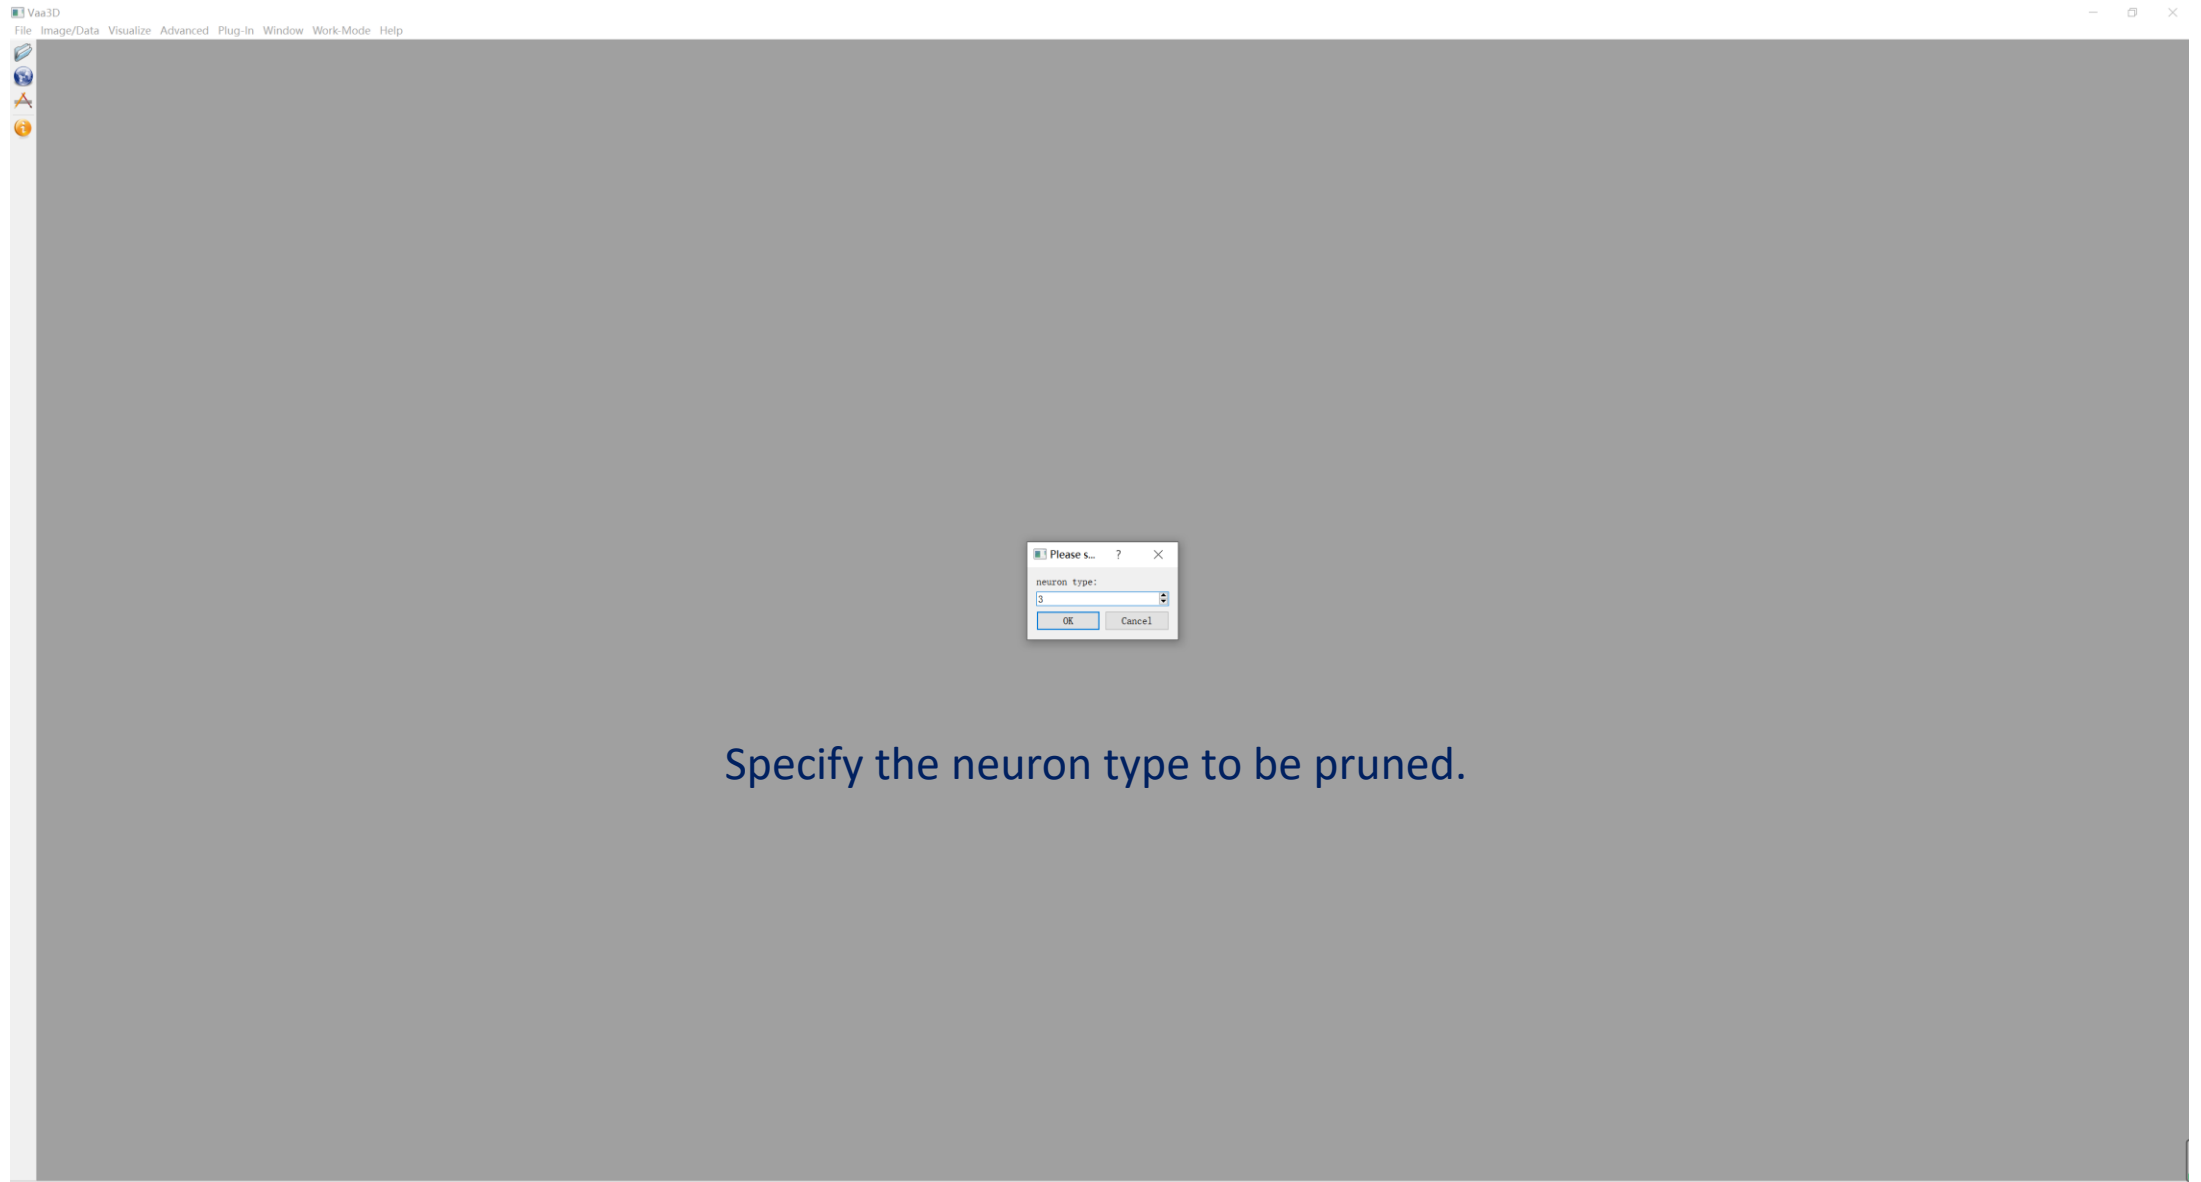 Vaa3D
File Image/Data Visualize Advanced Plug-In Window Work-Mode Help
Please s... ?
neuron type:
3
OK Cancel
Specify the neuron type to be pruned.